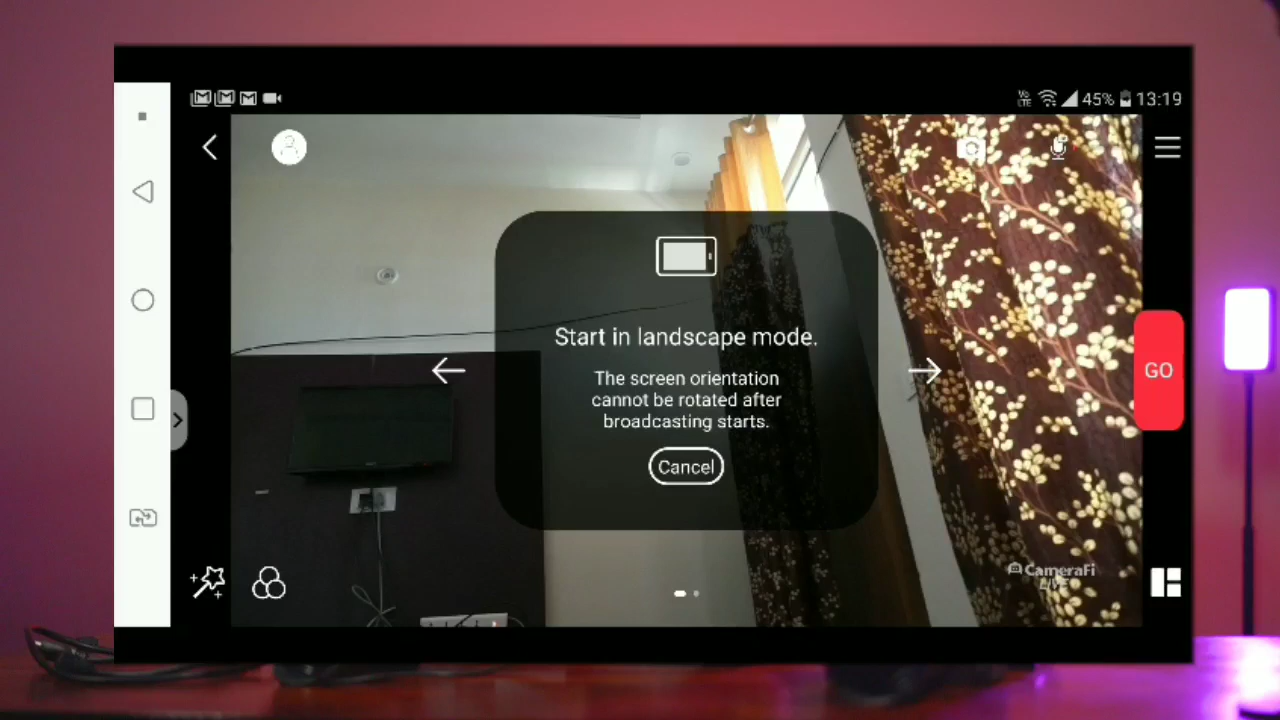 45% 13:19
Start in landscape mode.
The screen orientation
cannot be rotated after
broadcasting starts.
Cancel
GO
CameraFi
LIVE